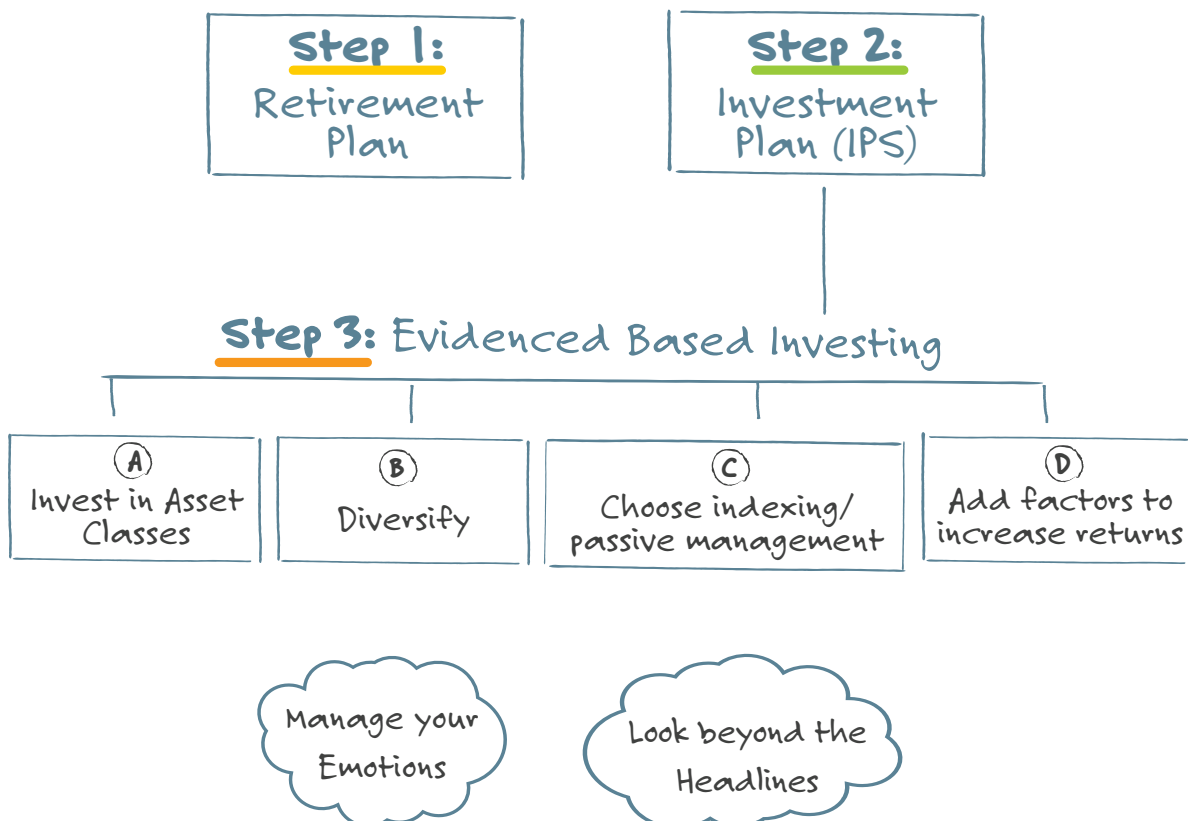 Step 1:
Retirement
Plan
Step 2:
Investment
Plan (IPS)
Step 3: Evidenced Based Investing
A
Invest in Asset
Classes
B
Diversify
C
Choose indexing/
passive management
D
Add factors to
increase returns
Manage your
Emotions
Look beyond the
Headlines